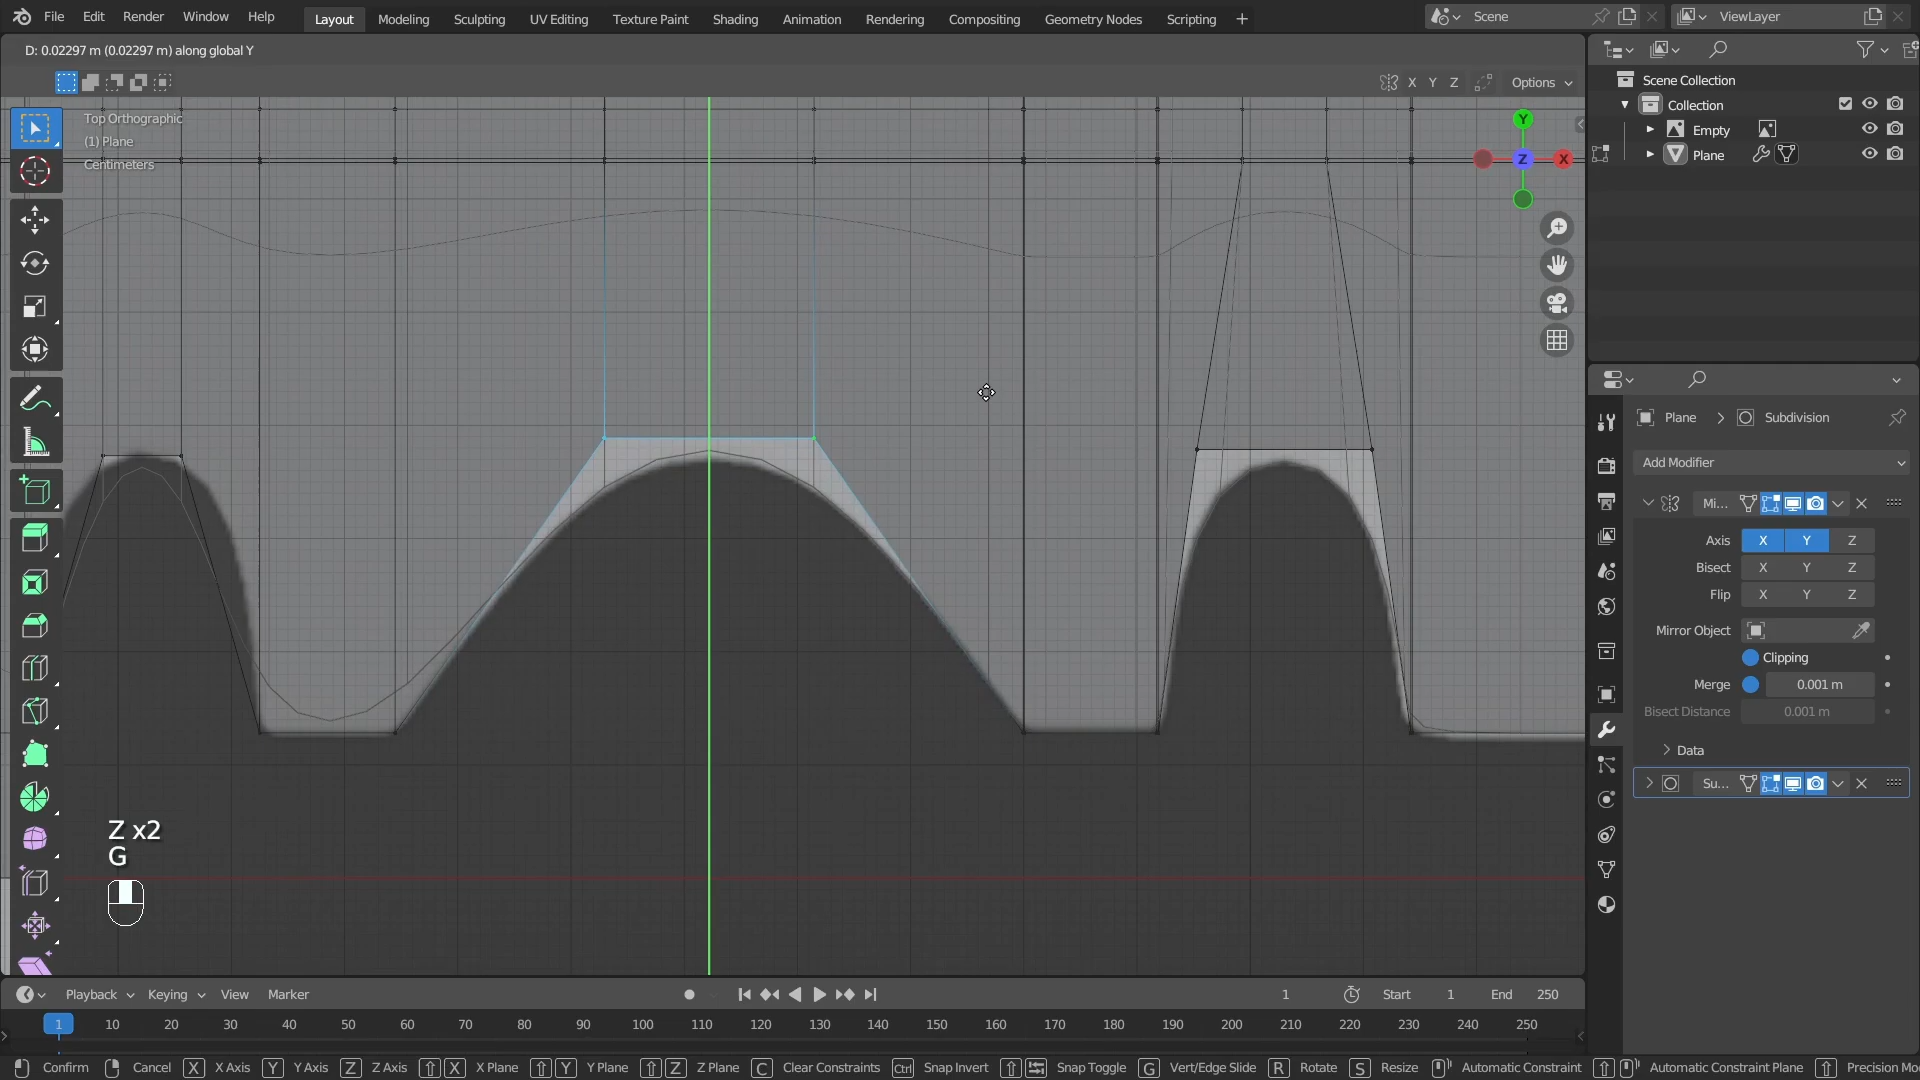 File Edit Render Window Help Layout Modeling Sculpting UV Editing Texture Paint Shading Animation Rendering Compositing Geometry Nodes Scripting + Scene ViewLayer
D: 0.02297 m (0.02297 m) along global Y
X Y Z Options
Top Orthographic
(1) Plane
Centimeters
Y
Z
X
Scene Collection
Collection
Empty
Plane
Plane > Subdivision
Add Modifier
Mi...
Axis X Y Z
Bisect X Y Z
Flip X Y Z
Mirror Object
Clipping
Merge 0.001 m
Bisect Distance 0.001 m
Data
Su...
Z x2
G
Playback Keying View Marker 1 Start 1 End 250
1 10 20 30 40 50 60 70 80 90 100 110 120 130 140 150 160 170 180 190 200 210 220 230 240 250
Confirm Cancel X X Axis Y Y Axis Z Z Axis X X Plane Y Y Plane Z Z Plane C Clear Constraints Ctrl Snap Invert Snap Toggle G Vert/Edge Slide R Rotate S Resize Automatic Constraint Automatic Constraint Plane Precision Mo